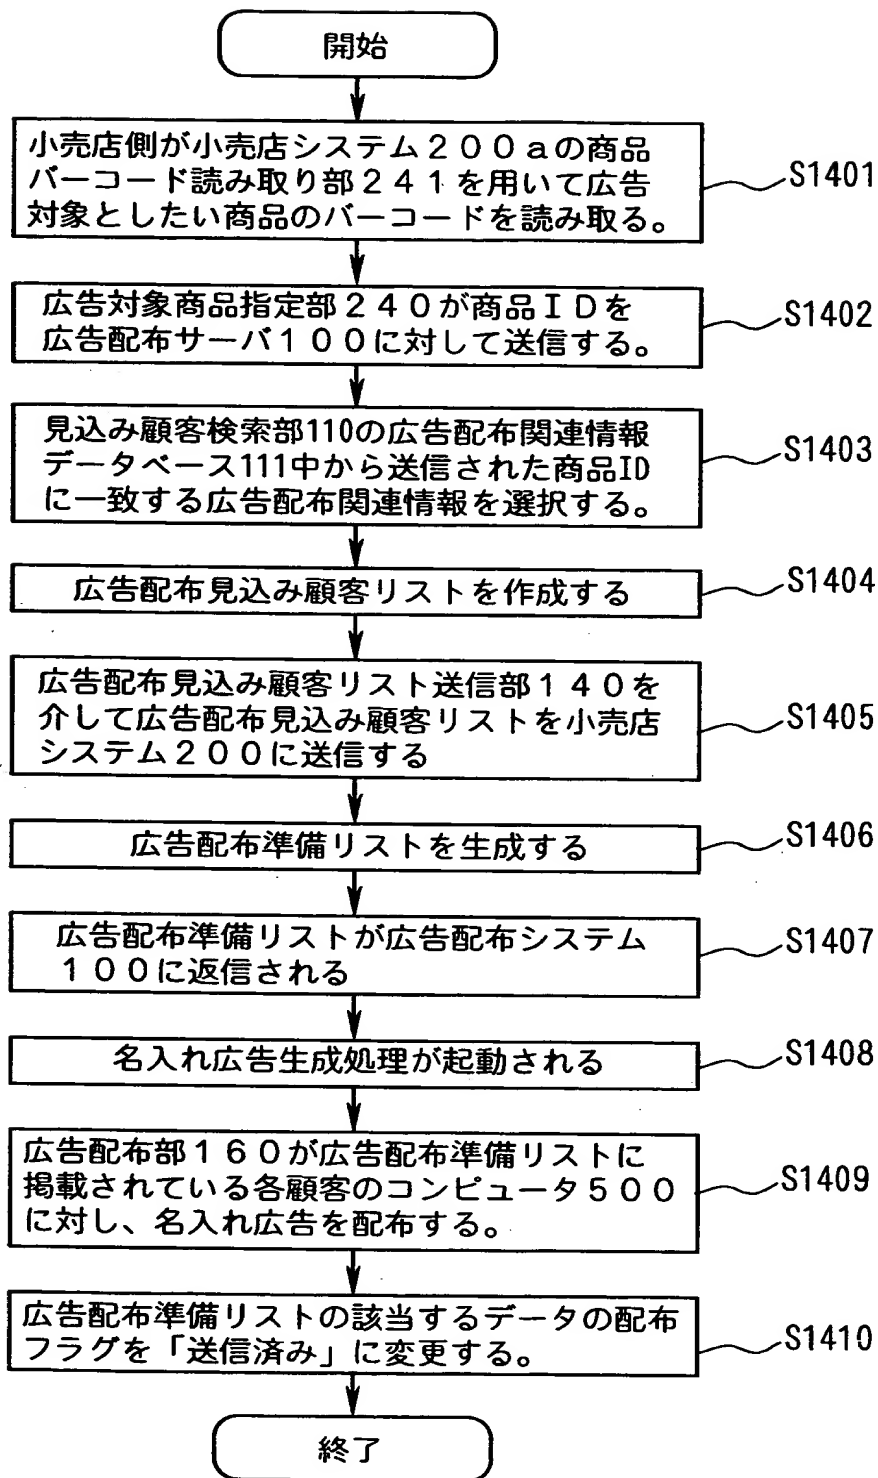 開始
小売店側が小売店システム２００ａの商品
バーコード読み取り部２４１を用いて広告
対象としたい商品のバーコードを読み取る。
S1401
広告対象商品指定部２４０が商品ＩＤを
広告配布サーバ１００に対して送信する。
S1402
見込み顧客検索部110の広告配布関連情報
データベース111中から送信された商品ID
に一致する広告配布関連情報を選択する。
S1403
広告配布見込み顧客リストを作成する
S1404
広告配布見込み顧客リスト送信部１４０を
介して広告配布見込み顧客リストを小売店
システム２００に送信する
S1405
広告配布準備リストを生成する
S1406
広告配布準備リストが広告配布システム
１００に返信される
S1407
名入れ広告生成処理が起動される
S1408
広告配布部１６０が広告配布準備リストに
掲載されている各顧客のコンピュータ５００
に対し、名入れ広告を配布する。
S1409
広告配布準備リストの該当するデータの配布
フラグを「送信済み」に変更する。
S1410
終了